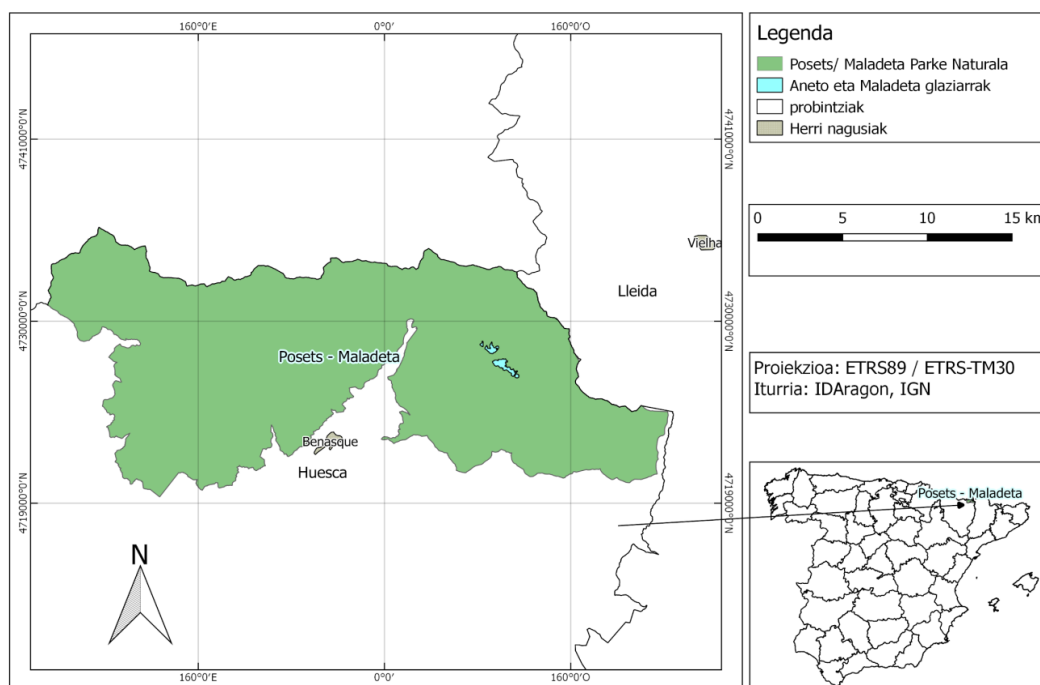 160°0'E
0°0'
160°0'O
4741000°0'N
4730000°0'N
4719000°0'N
4741000°0'N
4730000°0'N
4719000°0'N
Vielha
Lleida
Posets - Maladeta
Benasque
Huesca
N
160°0'E
0°0'
160°0'O
Legenda
Posets/ Maladeta Parke Naturala
Aneto eta Maladeta glaziarrak
probintziak
Herri nagusiak
0 5 10 15 km
Proiekzioa: ETRS89 / ETRS-TM30
Iturria: IDAragon, IGN
Posets - Maladeta